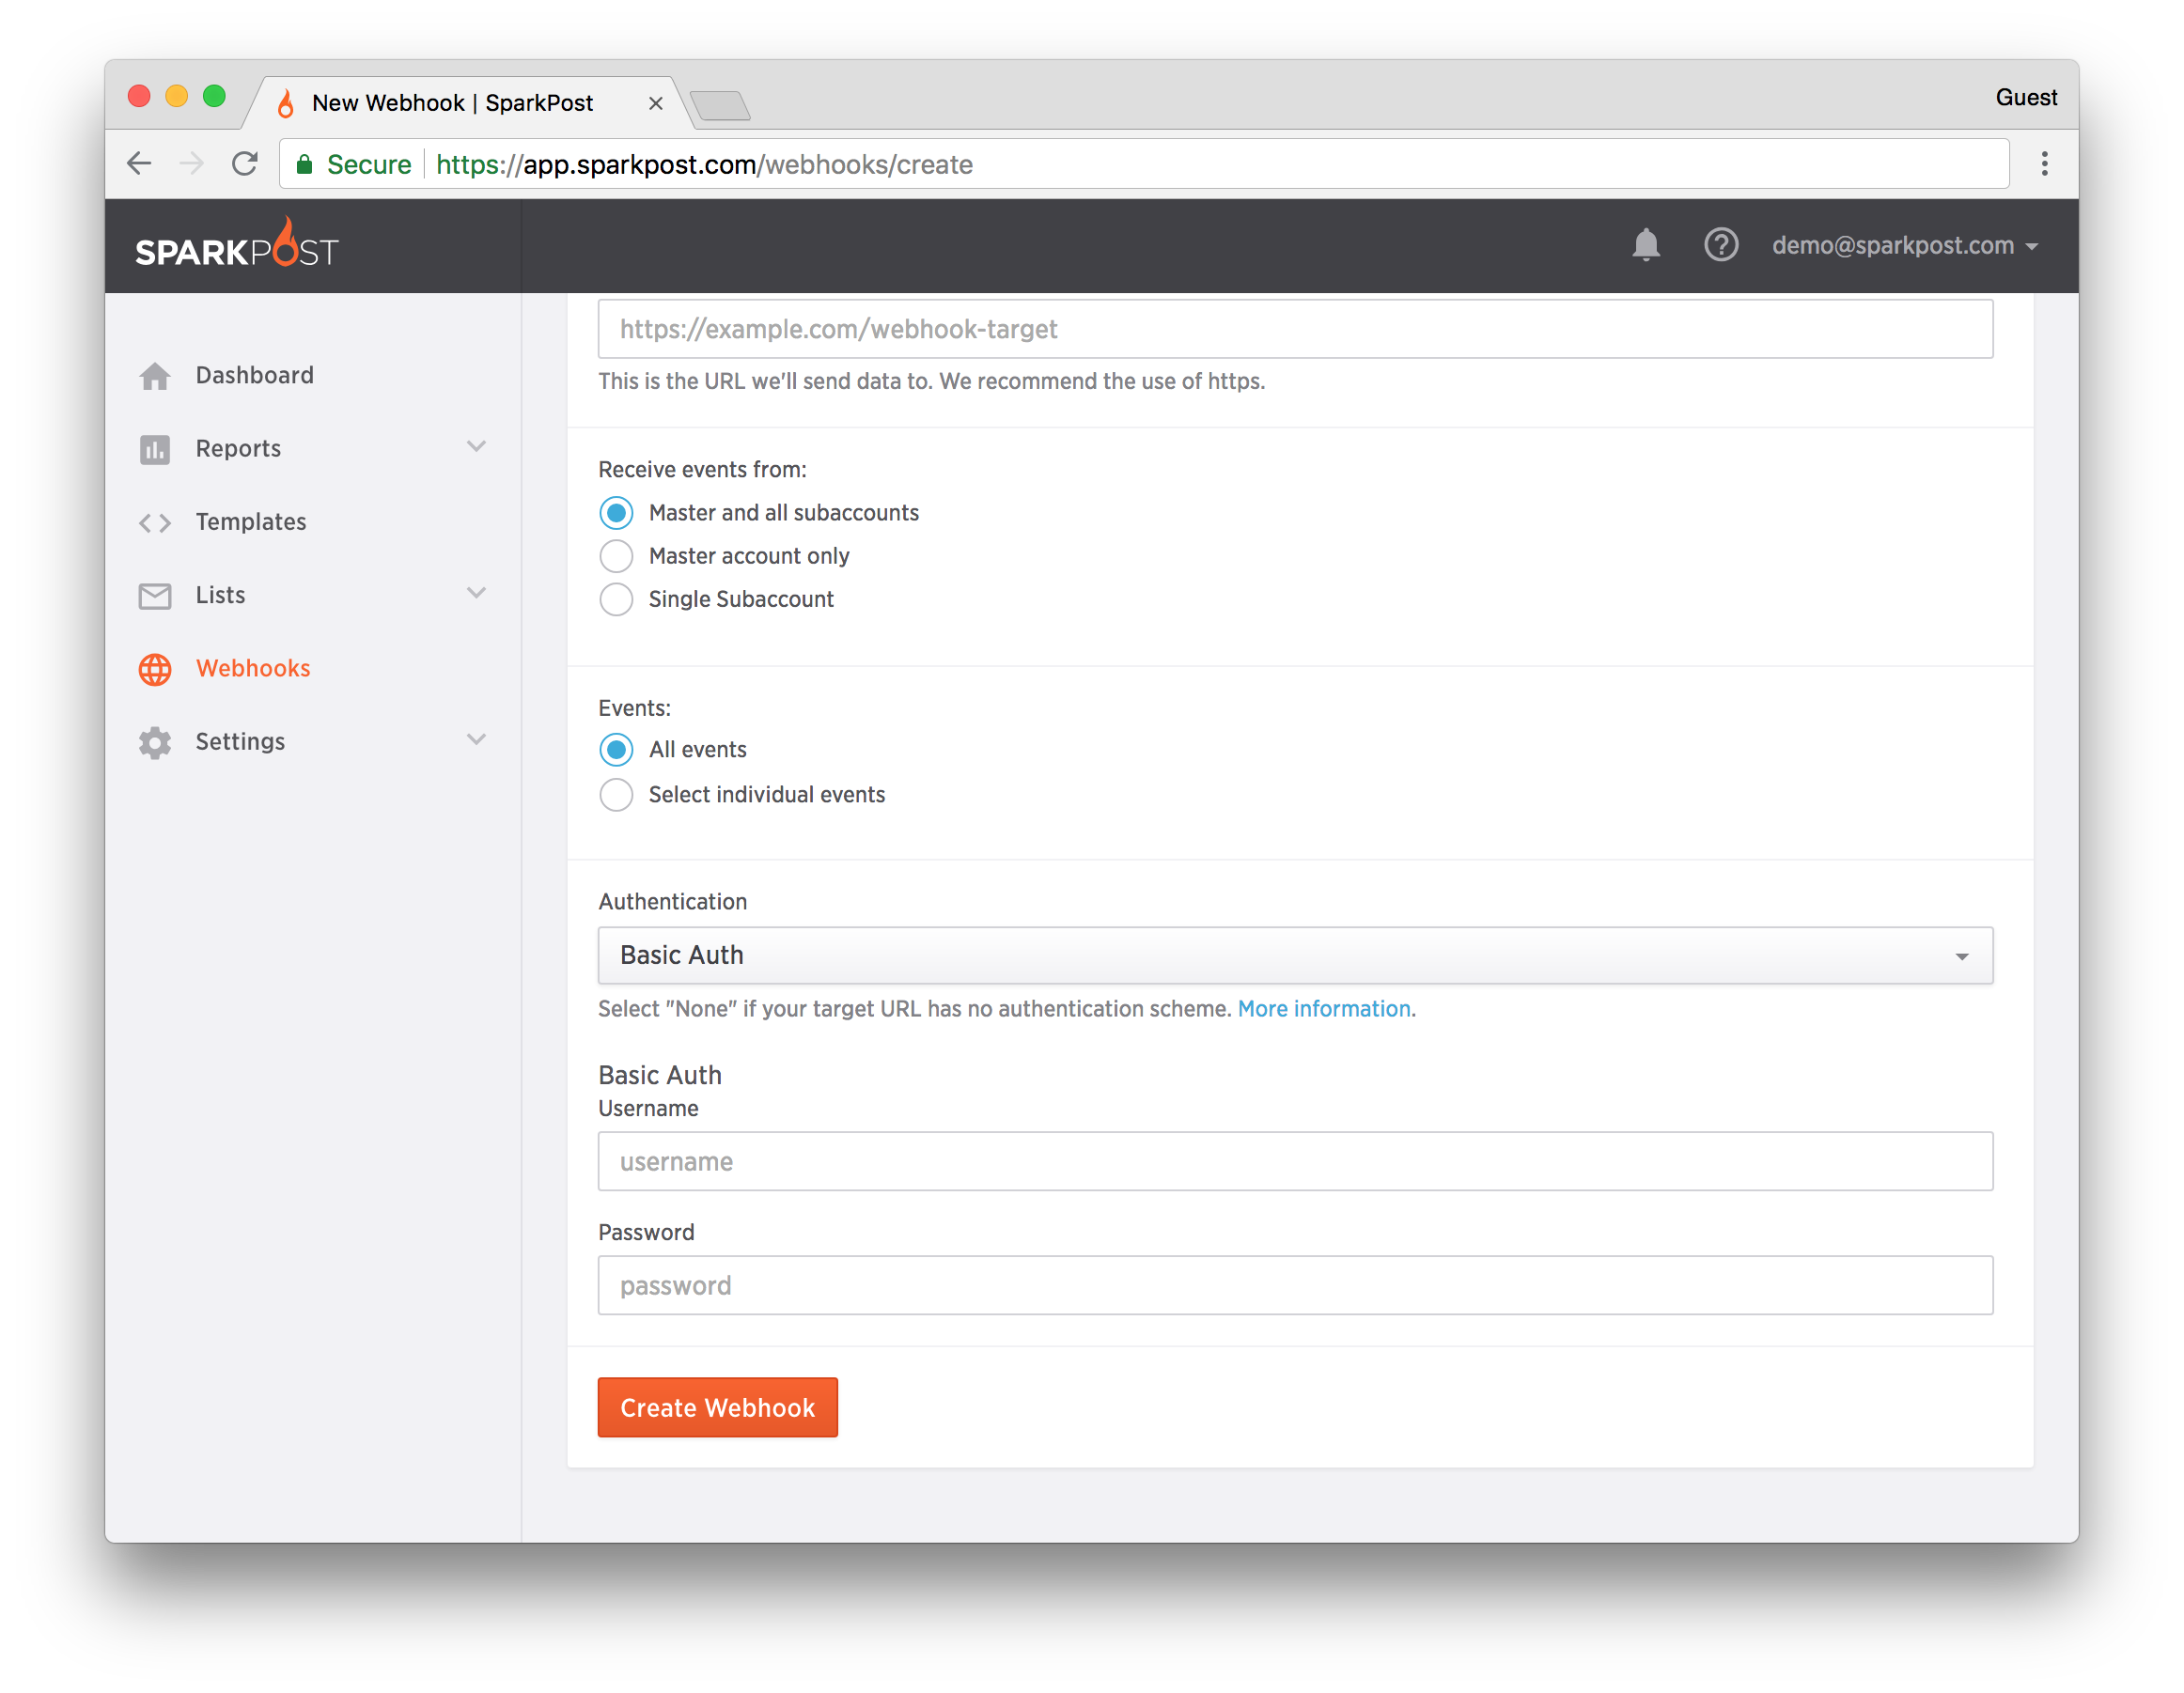 New Webhook | SparkPost
Guest
Secure
https://app.sparkpost.com/webhooks/create
SPARKPOST
demo@sparkpost.com
Dashboard
Reports
Templates
Lists
Webhooks
Settings
https://example.com/webhook-target
This is the URL we'll send data to. We recommend the use of https.
Receive events from:
Master and all subaccounts
Master account only
Single Subaccount
Events:
All events
Select individual events
Authentication
Basic Auth
Select "None" if your target URL has no authentication scheme. More information.
Basic Auth
Username
username
Password
password
Create Webhook